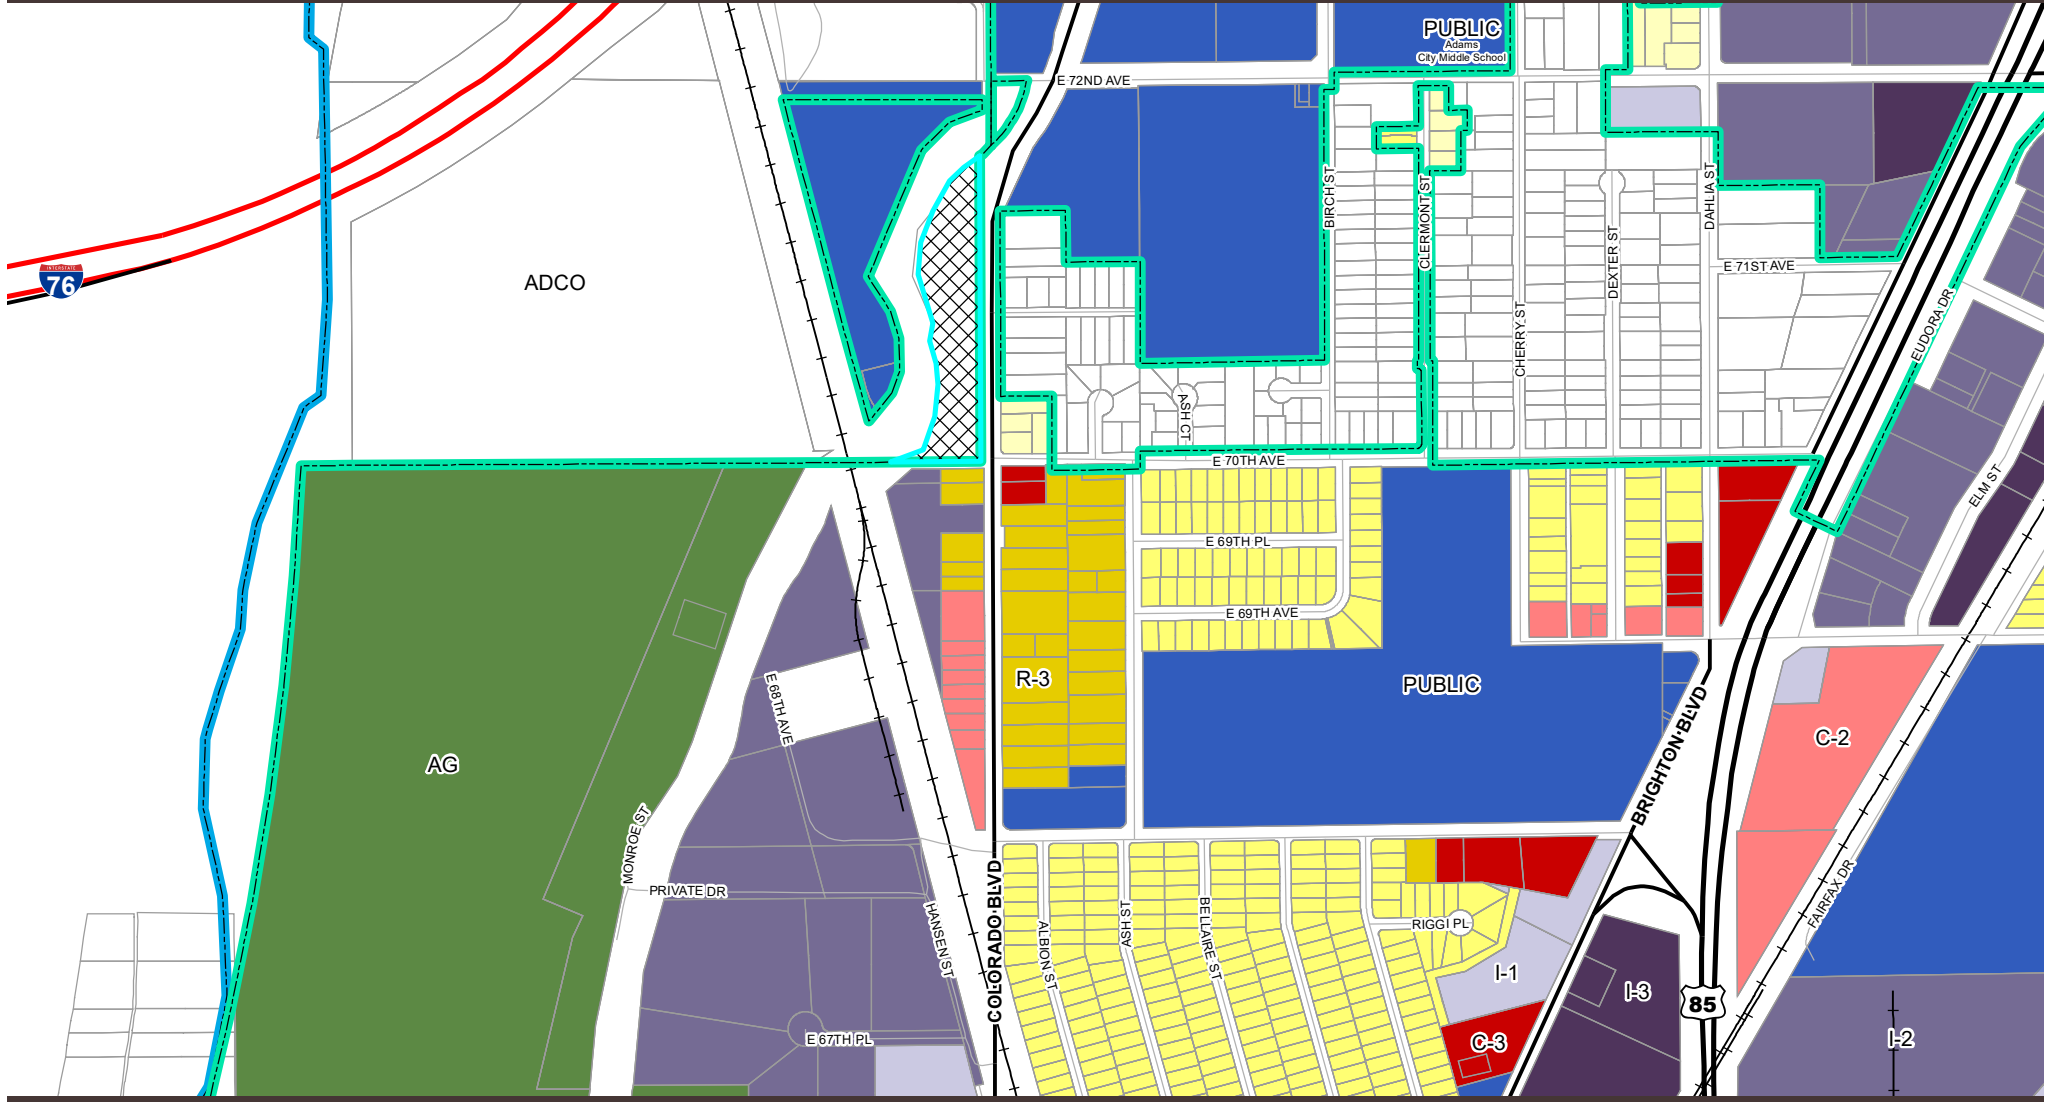 PUBLIC
Adams
City Middle School
E 72ND AVE
INTERSTATE
76
ADCO
BIRCH ST
CLERMONT ST
DAHLIA ST
DEXTER ST
E 71ST AVE
CHERRY ST
EUDORA DR
ASH CT
E 70TH AVE
ELM ST
E 69TH PL
E 69TH AVE
R-3
PUBLIC
E 68TH AVE
BRIGHTON BLVD
C-2
AG
MONROE ST
PRIVATE DR
HANSEN ST
COLORADO BLVD
ALBION ST
ASH ST
BELLAIRE ST
RIGGI PL
FAIRFAX DR
I-1
I-3
85
E 67TH PL
C-3
I-2